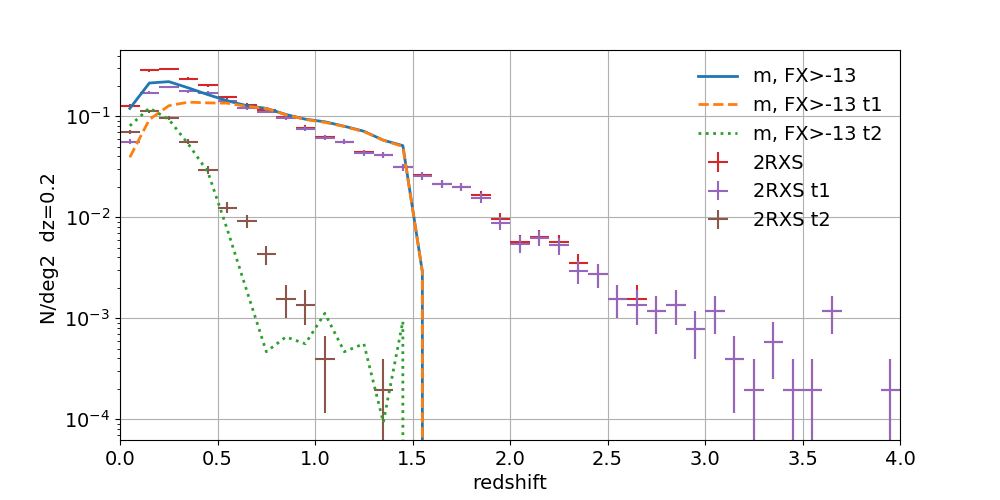 m, FX>-13
m, FX>-13 t1
m, FX>-13 t2
2RXS
2RXS t1
2RXS t2
N/deg2  dz=0.2
10⁻¹
10⁻²
10⁻³
10⁻⁴
0.0 0.5 1.0 1.5 2.0 2.5 3.0 3.5 4.0
redshift